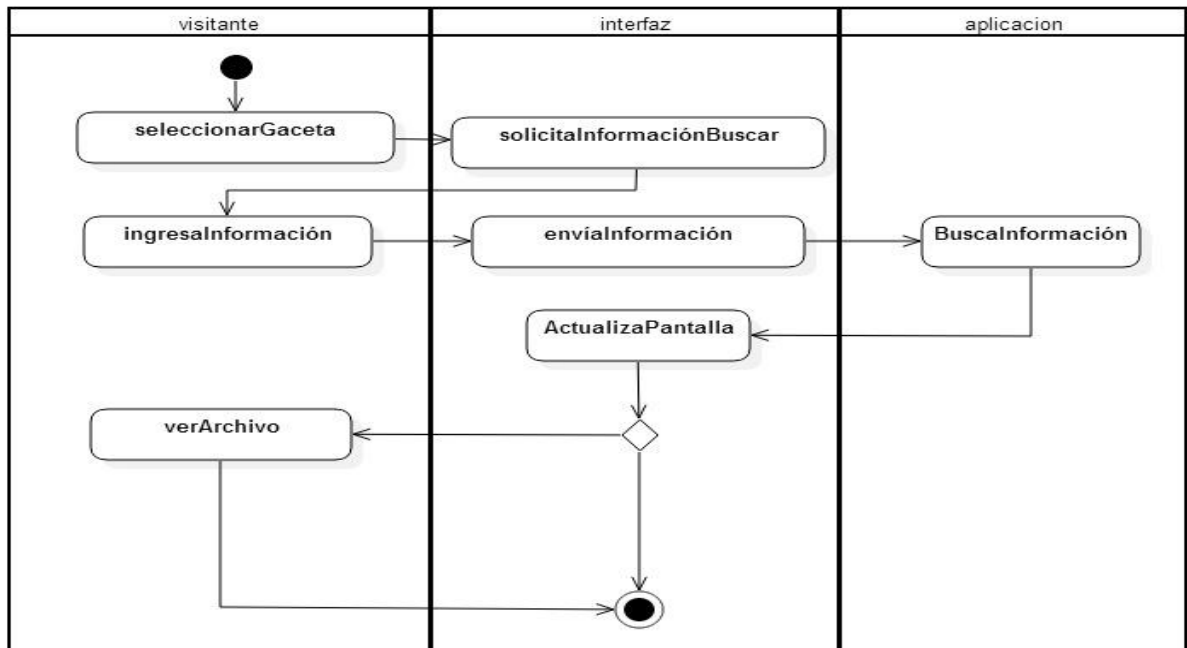 visitante
interfaz
aplicacion
seleccionarGaceta
solicitaInformaciónBuscar
ingresaInformación
envíaInformación
BuscaInformación
ActualizaPantalla
verArchivo